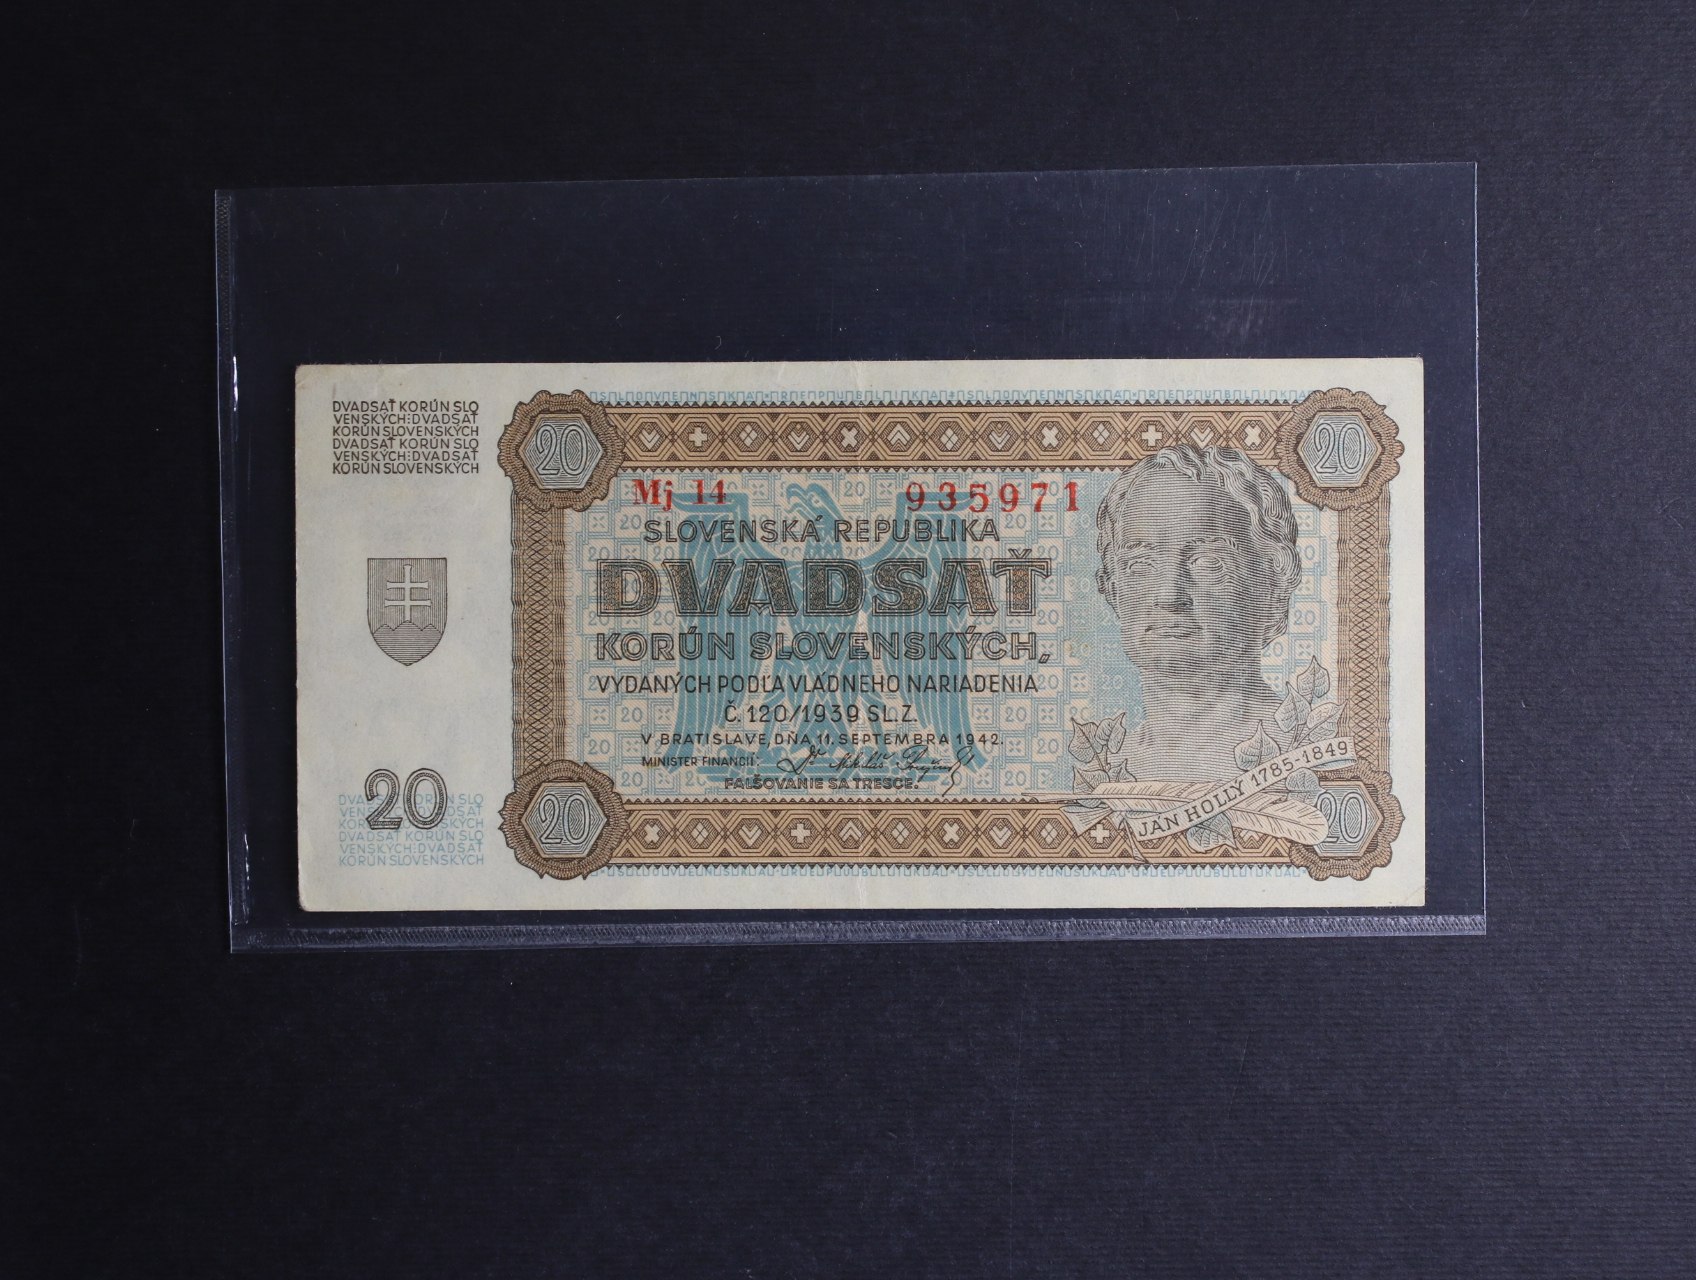 DVADSAŤ KORÚN SLO
VENSKÝCH:DVADSAŤ
KORÚN SLOVENSKÝCH
DVADSAŤ KORÚN SLO
VENSKÝCH:DVADSAŤ
KORÚN SLOVENSKÝCH
20
20
Mj 14 935971
SLOVENSKÁ REPUBLIKA
DVADSAŤ
KORÚN SLOVENSKÝCH,
VYDANÝCH PODĽA VLÁDNEHO NARIADENIA
Č. 120/1939 SL. Z.
V BRATISLAVE, DŇA 11. SEPTEMBRA 1942.
MINISTER FINANCIÍ:
FALŠOVANIE SA TRESCE.
JÁN HOLLÝ 1785-1849
20
DVADSAŤ KORÚN SLO
VENSKÝCH:DVADSAŤ
KORÚN SLOVENSKÝCH
DVADSAŤ KORÚN SLO
VENSKÝCH:DVADSAŤ
KORÚN SLOVENSKÝCH
20
20